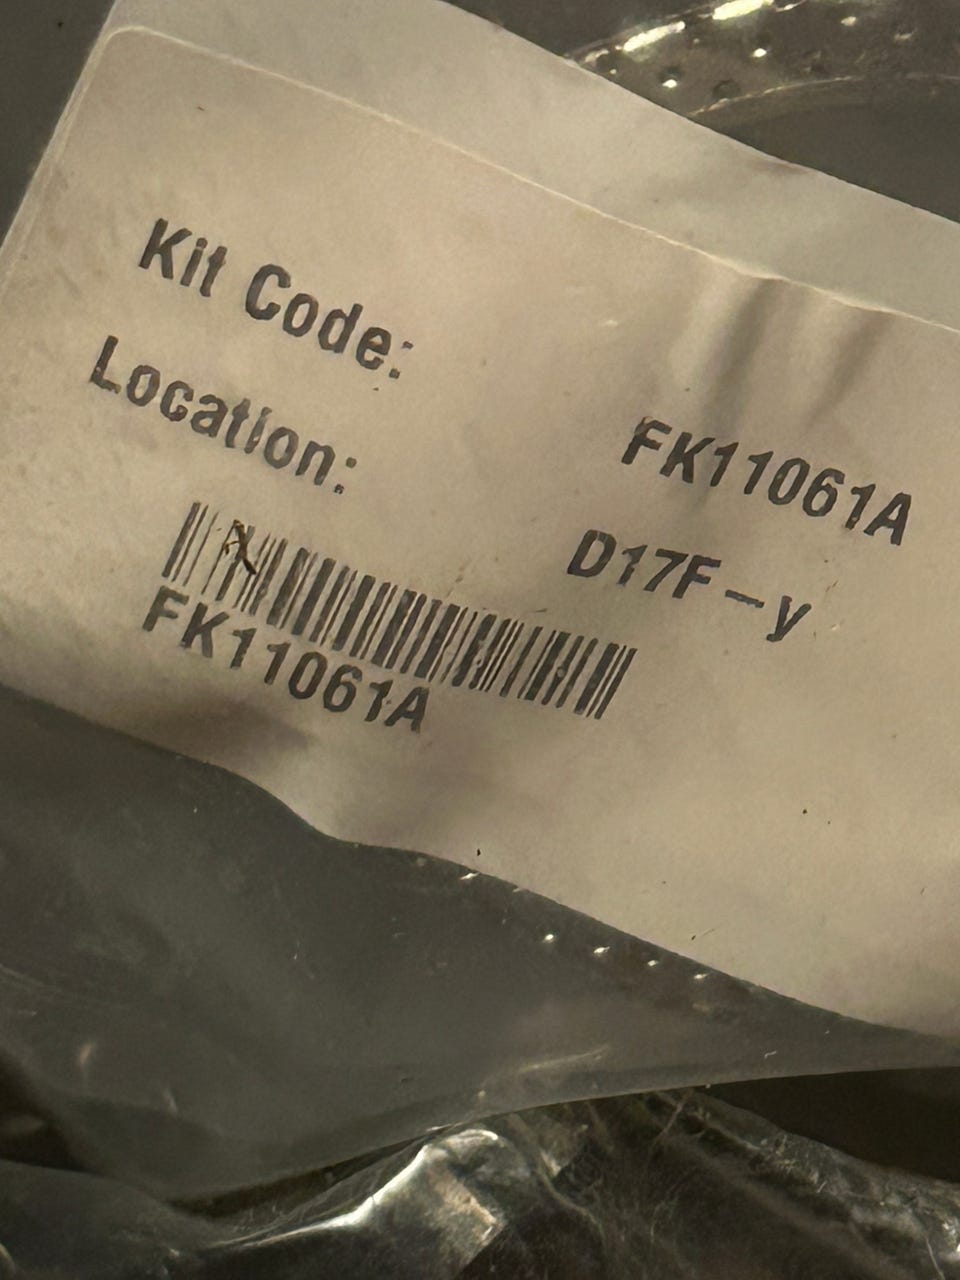 Kit Code: FK11061A
Location: D17F-y
FK11061A